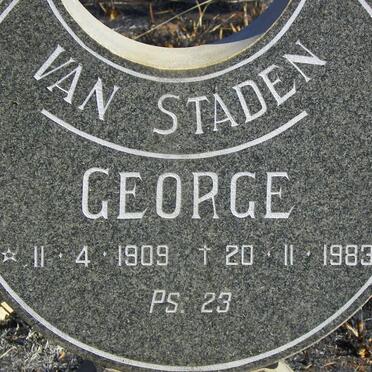 VAN STADEN
GEORGE
☆ 11 · 4 · 1909 † 20 · 11 · 1983
PS. 23